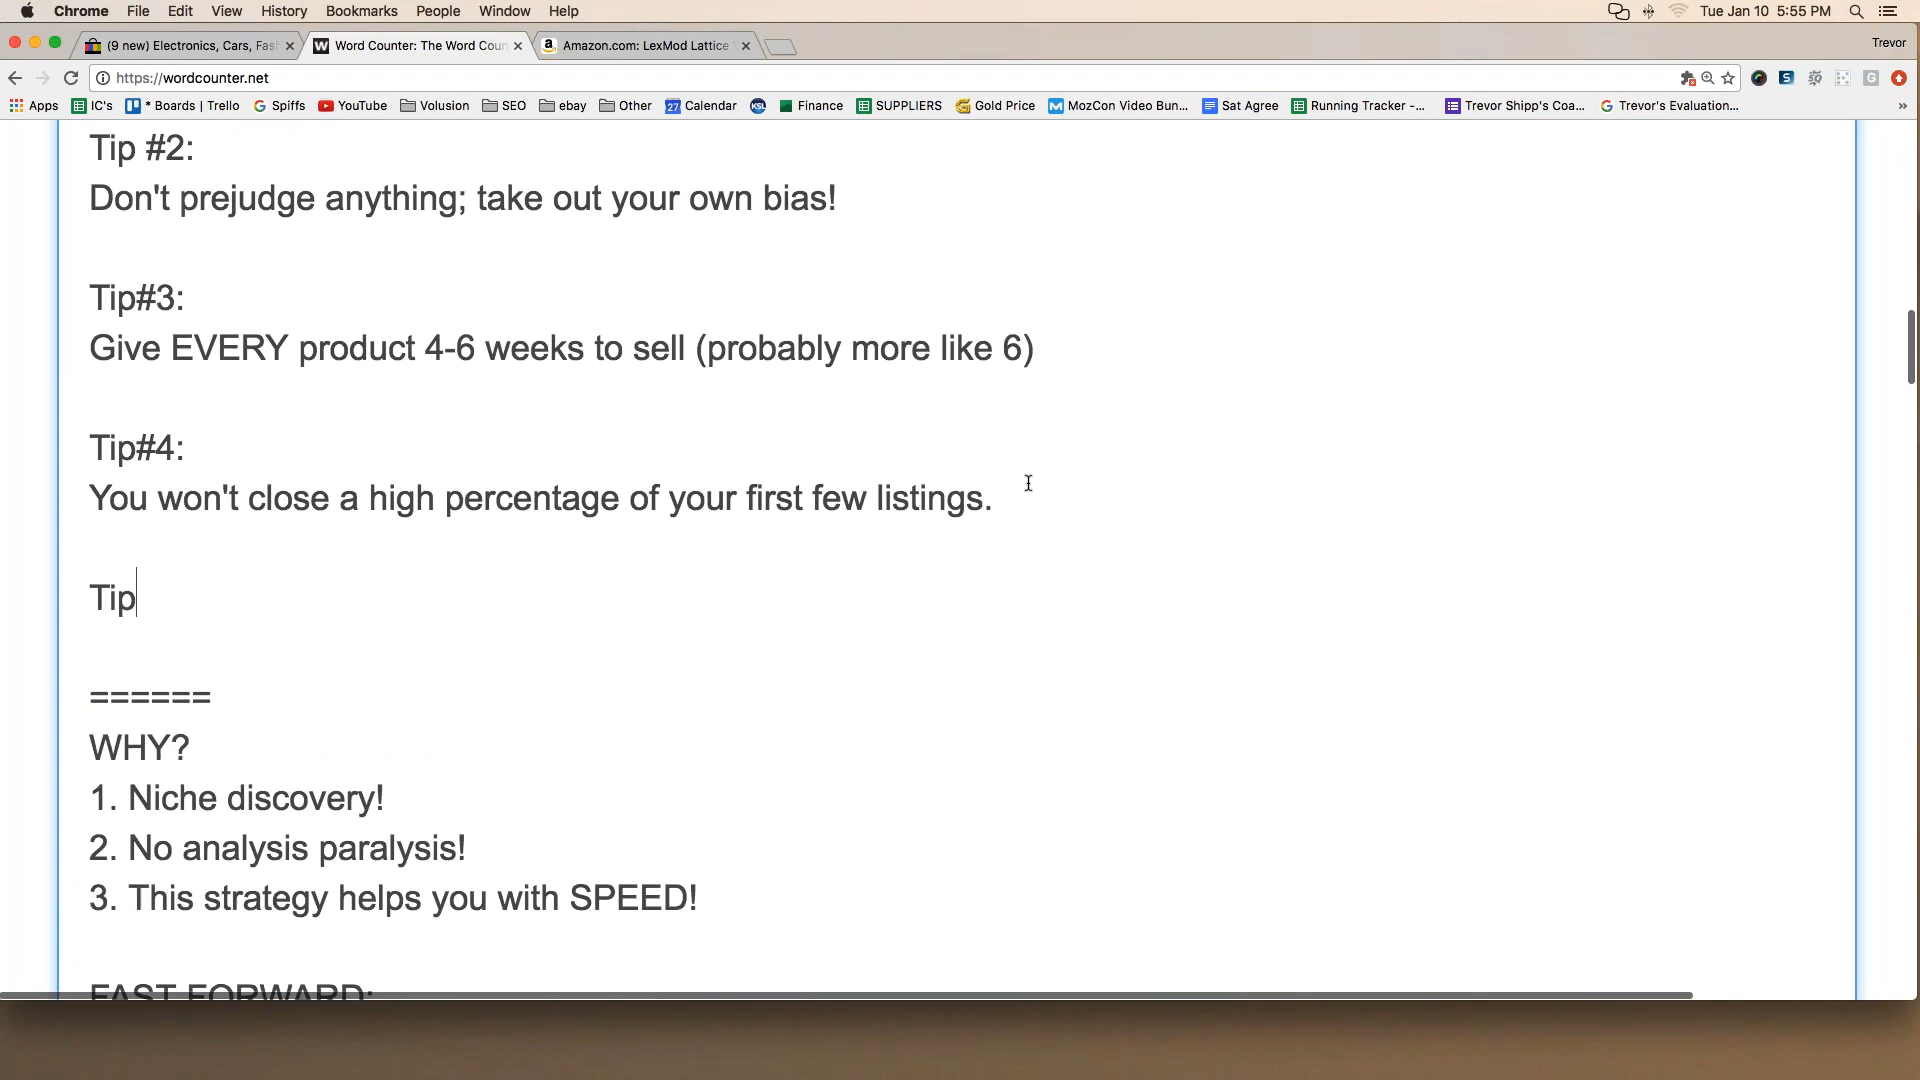 Chrome File Edit View History Bookmarks People Window Help Tue Jan 10 5:55 PM
(9 new) Electronics, Cars, Fas Word Counter: The Word Coun Amazon.com: LexMod Lattice Trevor
https://wordcounter.net
Apps IC's * Boards | Trello Spiffs YouTube Volusion SEO ebay Other 27 Calendar KSL Finance SUPPLIERS Gold Price MozCon Video Bun... Sat Agree Running Tracker -... Trevor Shipp's Coa... Trevor's Evaluation... »
Tip #2:
Don't prejudge anything; take out your own bias!
Tip#3:
Give EVERY product 4-6 weeks to sell (probably more like 6)
Tip#4:
You won't close a high percentage of your first few listings.
Tip
======
WHY?
1. Niche discovery!
2. No analysis paralysis!
3. This strategy helps you with SPEED!
FAST FORWARD: